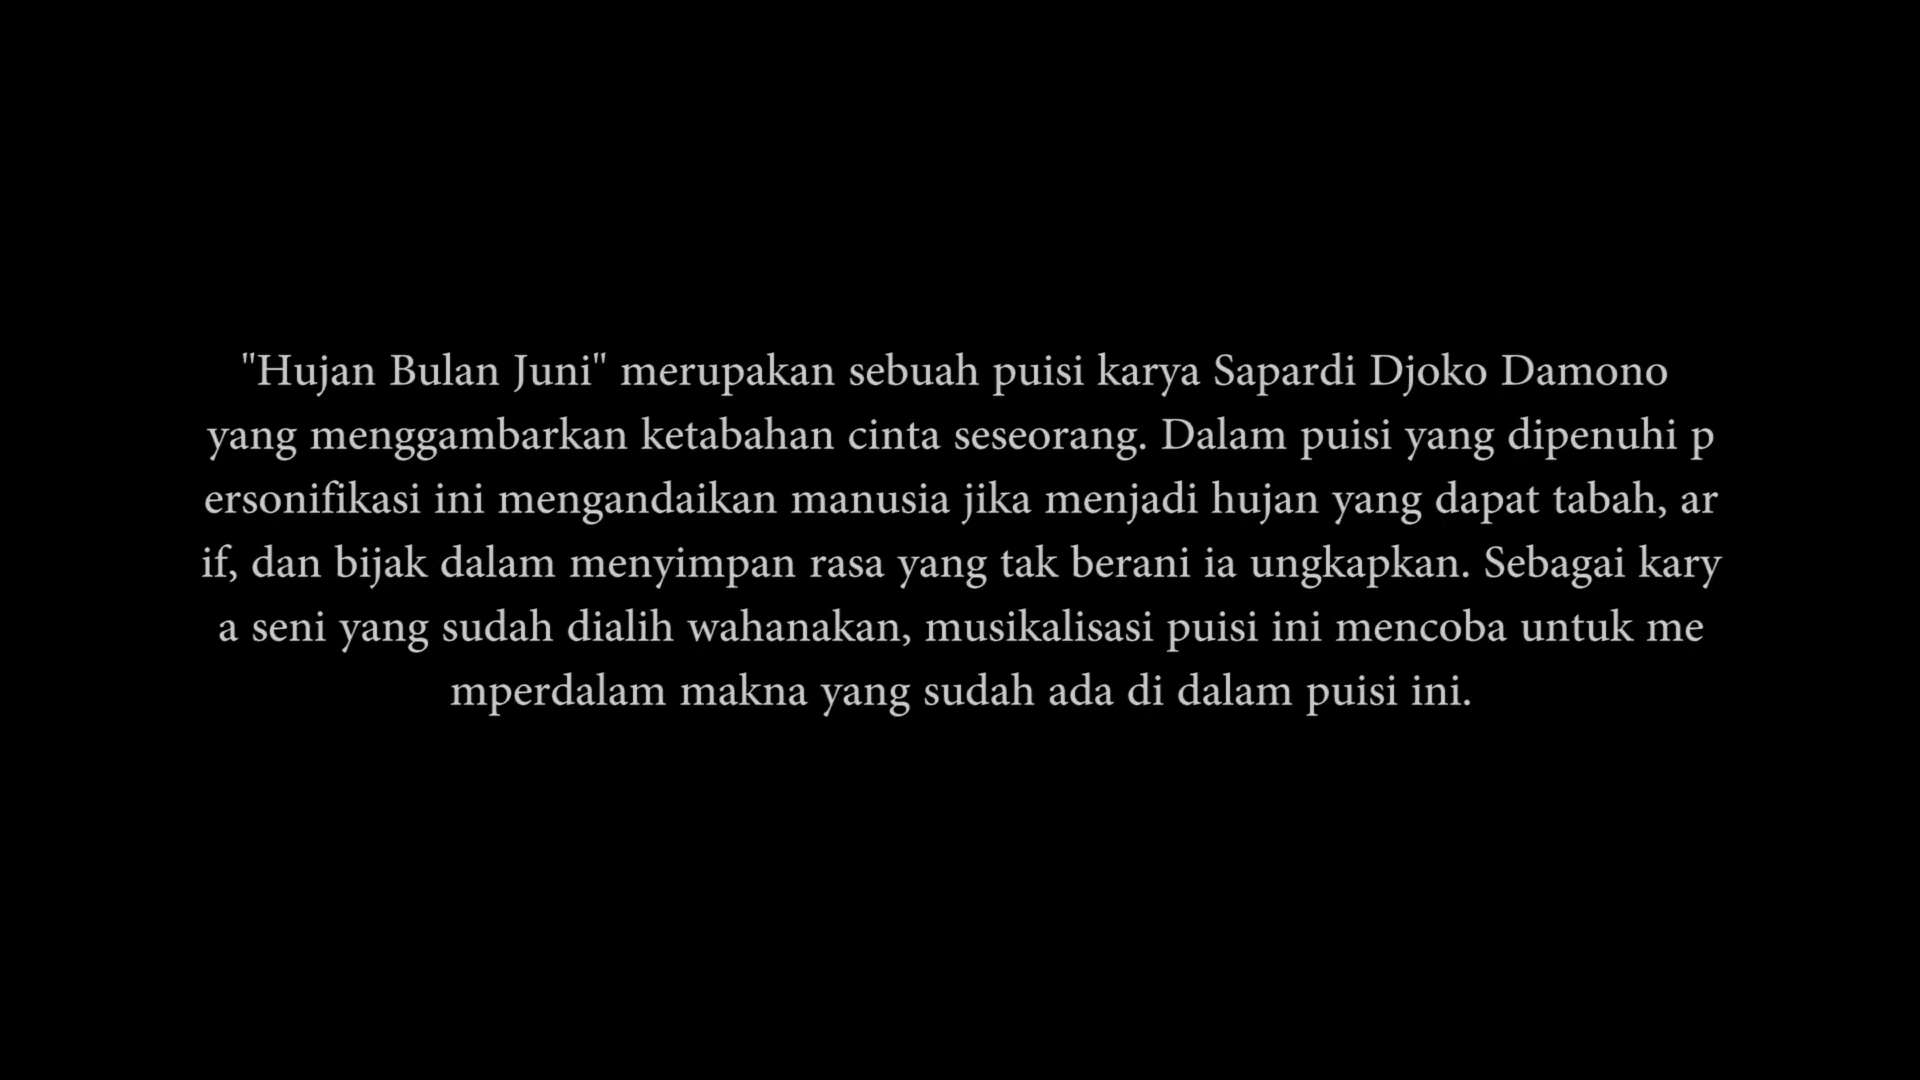 "Hujan Bulan Juni" merupakan sebuah puisi karya Sapardi Djoko Damono
yang menggambarkan ketabahan cinta seseorang. Dalam puisi yang dipenuhi p
ersonifikasi ini mengandaikan manusia jika menjadi hujan yang dapat tabah, ar
if, dan bijak dalam menyimpan rasa yang tak berani ia ungkapkan. Sebagai kary
a seni yang sudah dialih wahanakan, musikalisasi puisi ini mencoba untuk me
mperdalam makna yang sudah ada di dalam puisi ini.